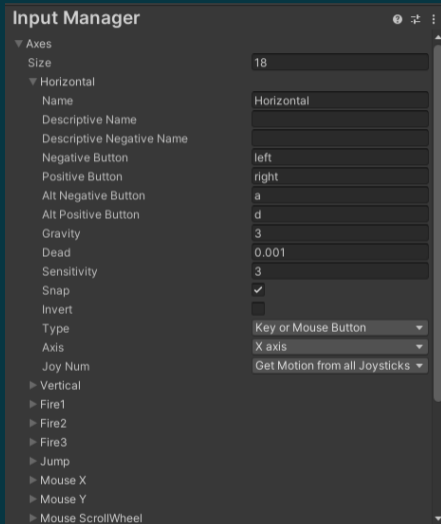 Input Manager
Axes
Size 18
Horizontal
Name Horizontal
Descriptive Name
Descriptive Negative Name
Negative Button left
Positive Button right
Alt Negative Button a
Alt Positive Button d
Gravity 3
Dead 0.001
Sensitivity 3
Snap
Invert
Type Key or Mouse Button
Axis X axis
Joy Num Get Motion from all Joysticks
Vertical
Fire1
Fire2
Fire3
Jump
Mouse X
Mouse Y
Mouse ScrollWheel